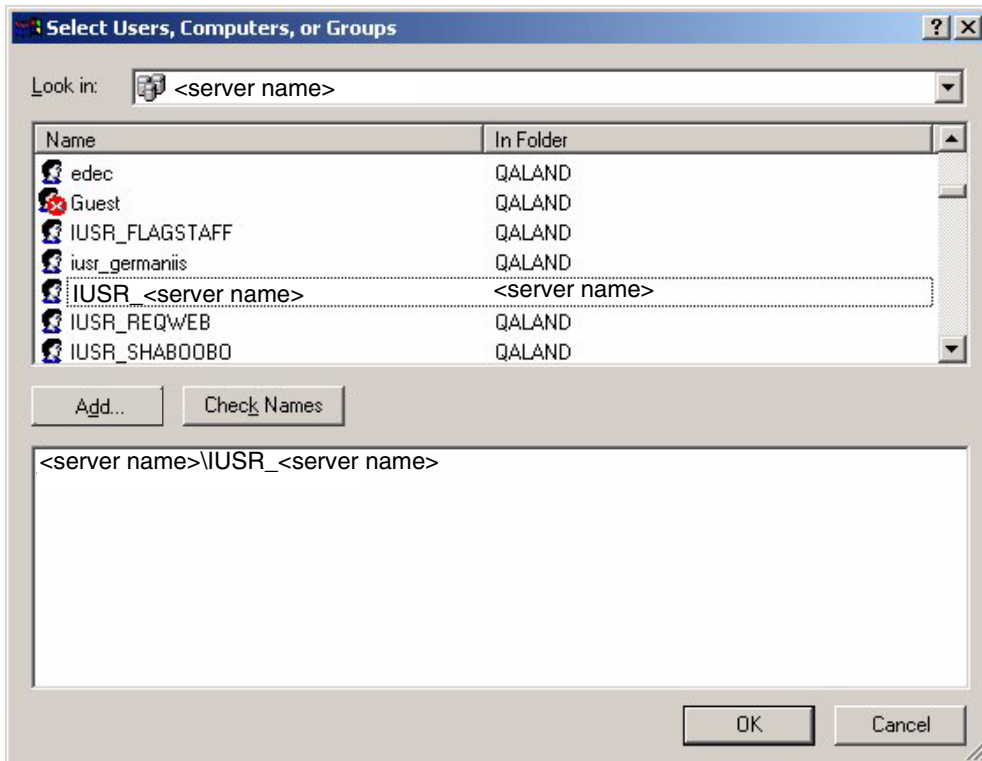 Select Users, Computers, or Groups
Look in: <server name>
Name In Folder
edec QALAND
Guest QALAND
IUSR_FLAGSTAFF QALAND
iusr_germaniis QALAND
IUSR_<server name> <server name>
IUSR_REQWEB QALAND
IUSR_SHABOOBO QALAND
Add... Check Names
<server name>\IUSR_<server name>
OK Cancel